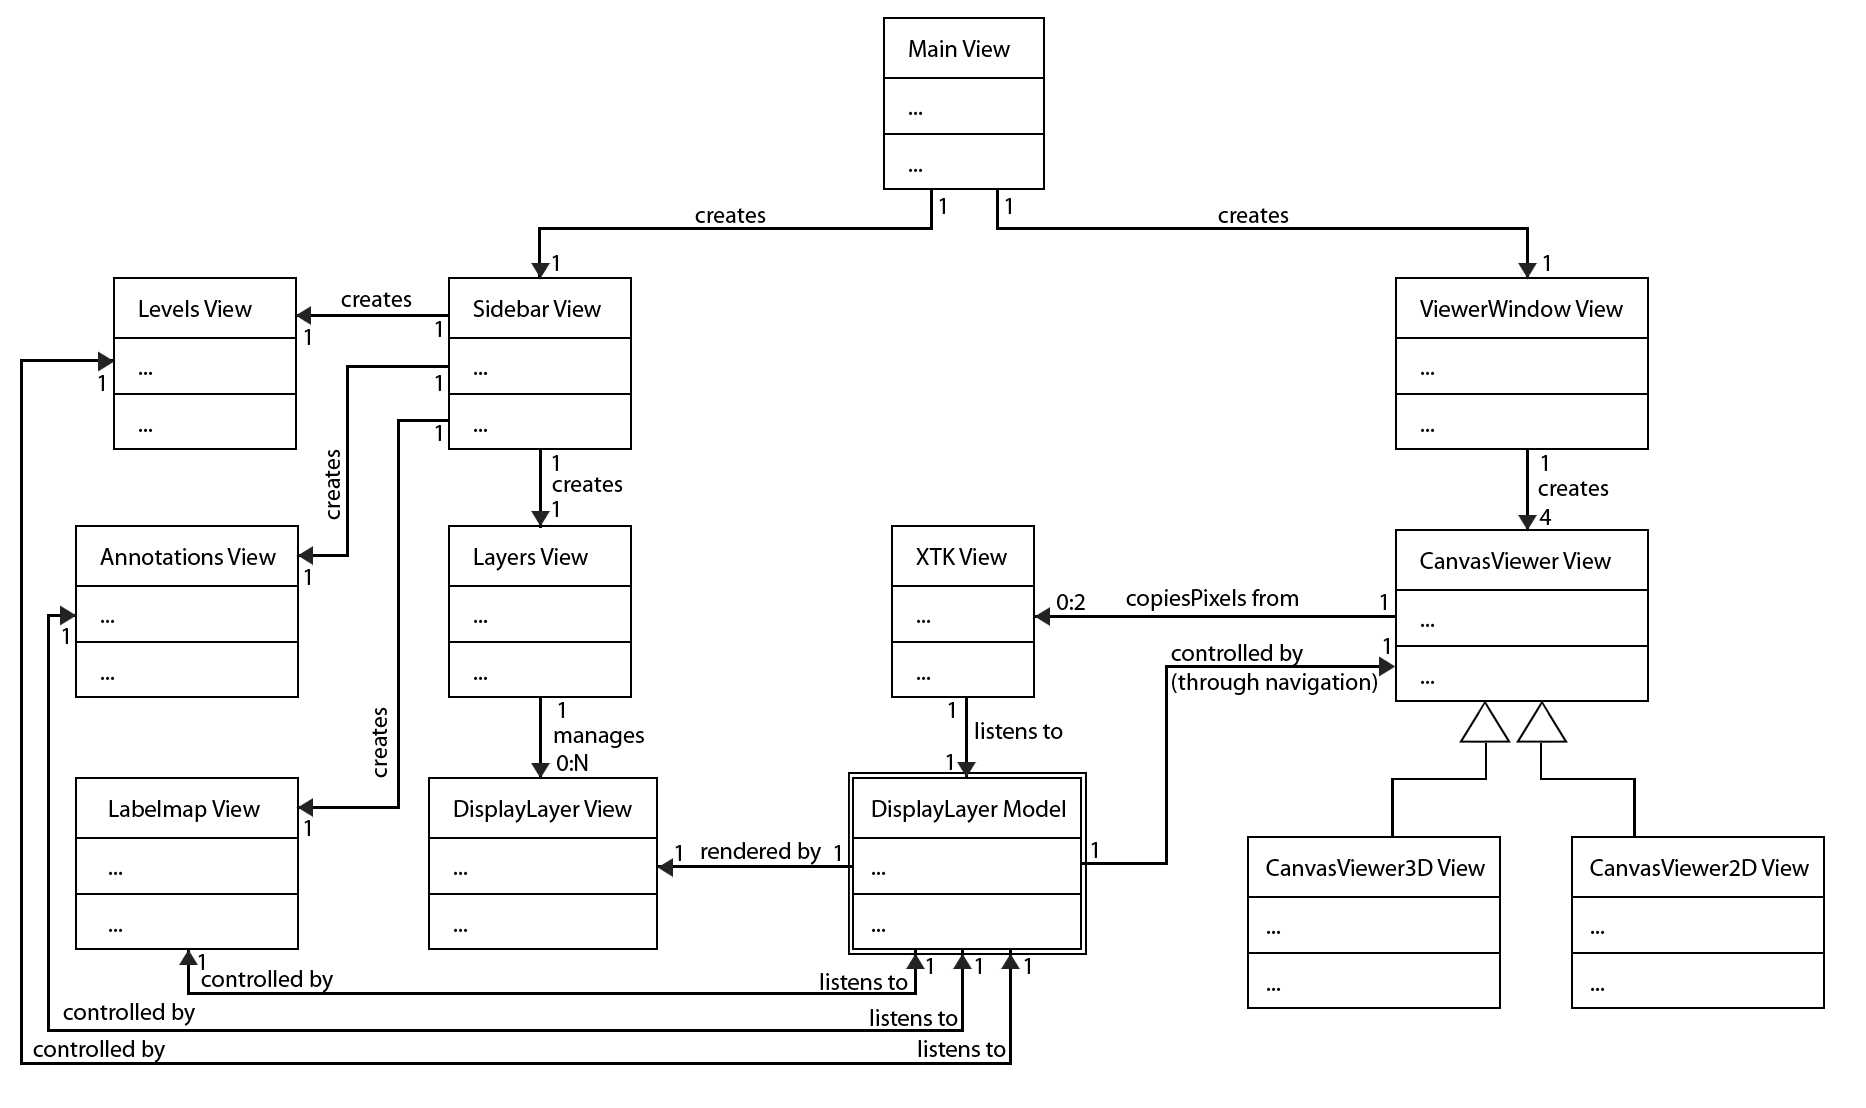 Main View
...
...
1
1
creates
creates
1
1
Levels View
...
...
creates
1
1
Sidebar View
...
...
ViewerWindow View
...
...
1
1
1
creates
1
creates
1
1
creates
4
Annotations View
...
...
1
1
Layers View
...
...
XTK View
...
...
CanvasViewer View
...
...
0:2
copiesPixels from
1
1
controlled by
(through navigation)
creates
1
manages
0:N
1
listens to
1
Labelmap View
...
...
1
DisplayLayer View
...
...
1
rendered by
1
DisplayLayer Model
...
...
1
CanvasViewer3D View
...
...
CanvasViewer2D View
...
...
1
controlled by
listens to
1
1
1
controlled by
listens to
controlled by
listens to